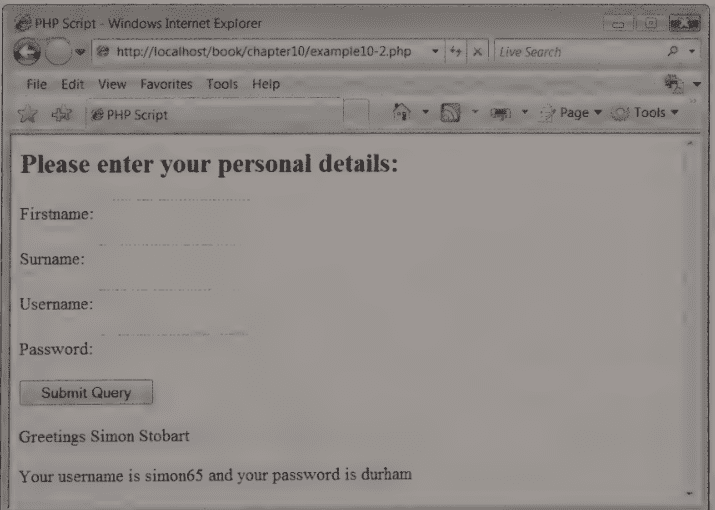 PHP Script - Windows Internet Explorer
http://localhost/book/chapter10/example10-2.php Live Search
File Edit View Favorites Tools Help
PHP Script Page Tools
Please enter your personal details:
Firstname:
Surname:
Username:
Password:
Submit Query
Greetings Simon Stobart
Your username is simon65 and your password is durham